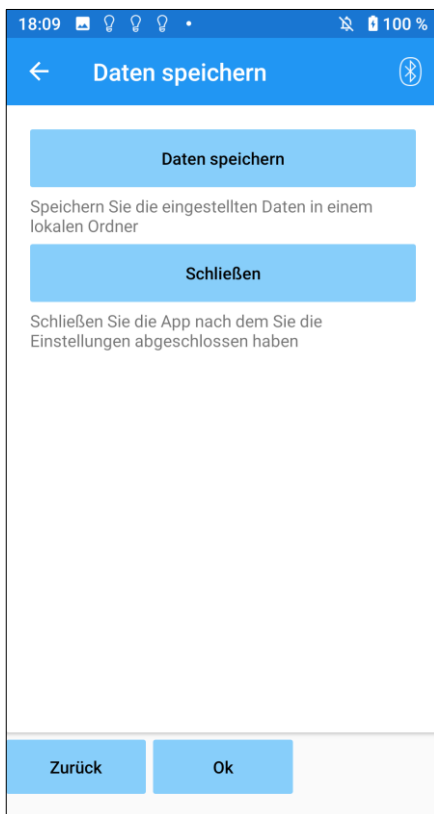 18:09 100 %
Daten speichern
Daten speichern
Speichern Sie die eingestellten Daten in einem
lokalen Ordner
Schließen
Schließen Sie die App nach dem Sie die
Einstellungen abgeschlossen haben
Zurück Ok